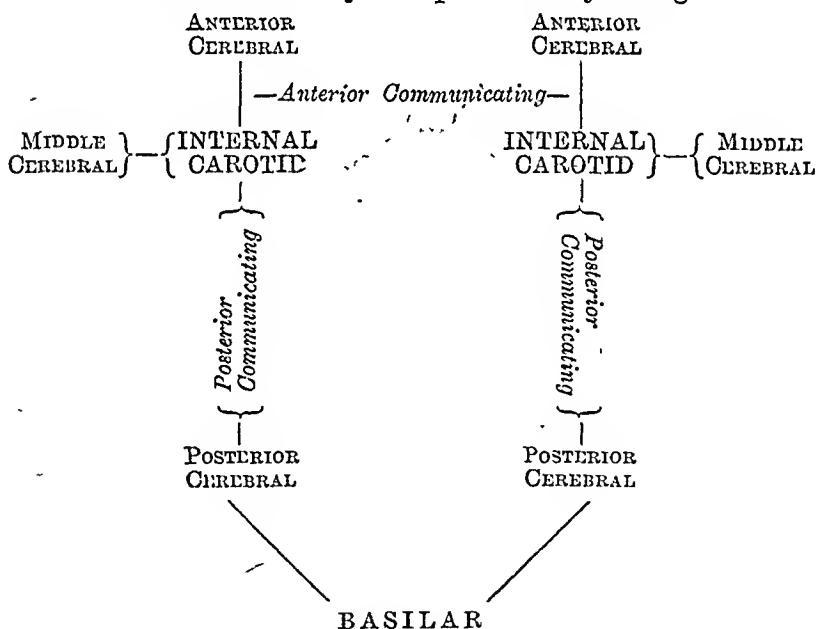 ANTERIOR CEREBRAL
ANTERIOR CEREBRAL
—Anterior Communicating—
MIDDLE CEREBRAL
INTERNAL CAROTID
INTERNAL CAROTID
MIDDLE CEREBRAL
Posterior Communicating
Posterior Communicating
POSTERIOR CEREBRAL
POSTERIOR CEREBRAL
BASILAR